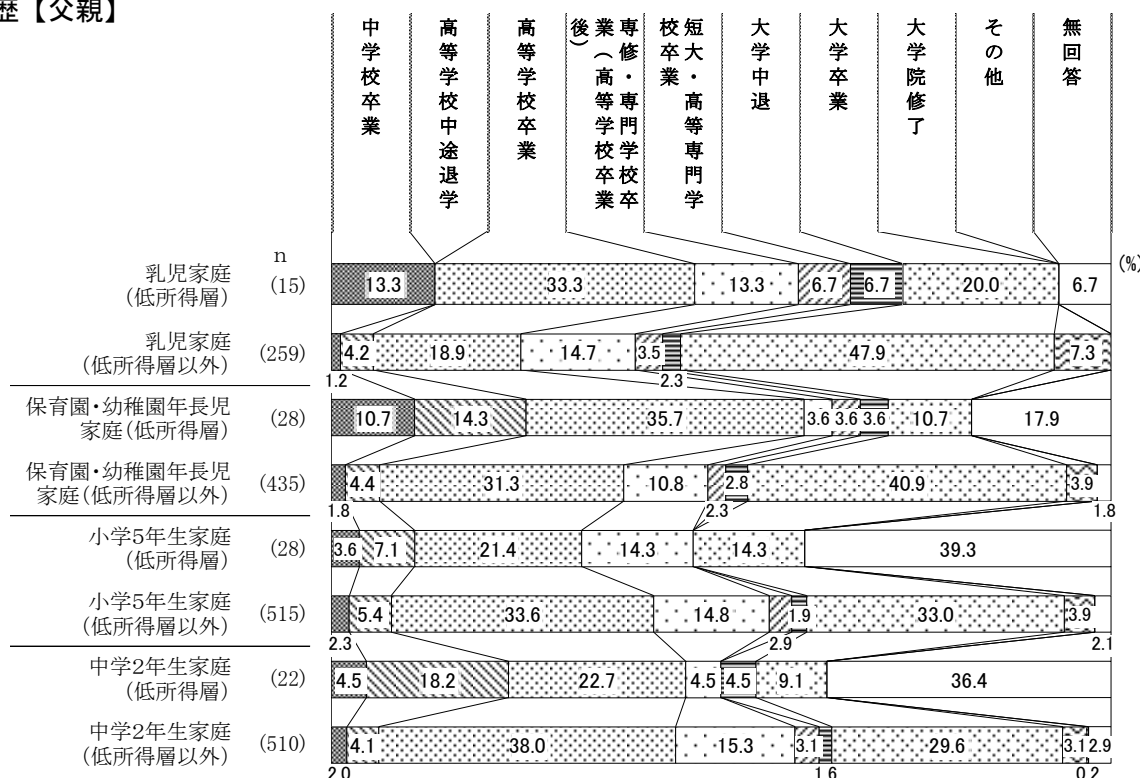 歴【父親】
中学校卒業
高等学校中途退学
高等学校卒業
専修・専門学校卒
業(高等学校卒業
後)
短大・高等専門学
校卒業
大学中退
大学卒業
大学院修了
その他
無回答
n
(%)
乳児家庭
(低所得層)
(15)
13.3 33.3 13.3 6.7 6.7 20.0 6.7
乳児家庭
(低所得層以外)
(259)
4.2 18.9 14.7 3.5 47.9 7.3
1.2 2.3
保育園・幼稚園年長児
家庭(低所得層)
(28)
10.7 14.3 35.7 3.6 3.6 3.6 10.7 17.9
保育園・幼稚園年長児
家庭(低所得層以外)
(435)
4.4 31.3 10.8 2.8 40.9 3.9
1.8 2.3 1.8
小学5年生家庭
(低所得層)
(28)
3.6 7.1 21.4 14.3 14.3 39.3
小学5年生家庭
(低所得層以外)
(515)
5.4 33.6 14.8 1.9 33.0 3.9
2.3 2.9 2.1
中学2年生家庭
(低所得層)
(22)
4.5 18.2 22.7 4.5 4.5 9.1 36.4
中学2年生家庭
(低所得層以外)
(510)
4.1 38.0 15.3 3.1 29.6 3.1 2.9
2.0 1.6 0.2